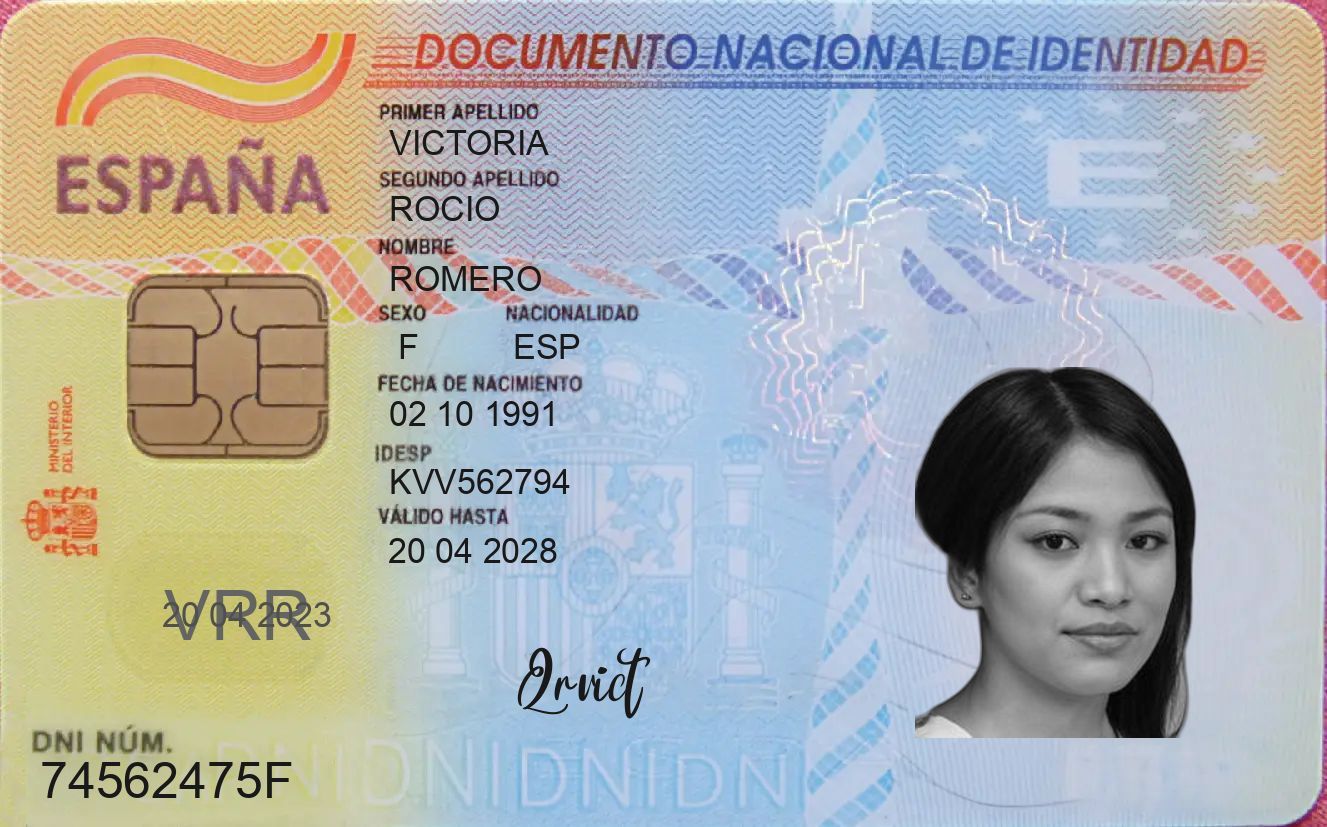 DOCUMENTO NACIONAL DE IDENTIDAD
ESPAÑA
PRIMER APELLIDO
VICTORIA
SEGUNDO APELLIDO
ROCIO
NOMBRE
ROMERO
SEXO NACIONALIDAD
F ESP
FECHA DE NACIMIENTO
02 10 1991
IDESP
KVV562794
VÁLIDO HASTA
20 04 2028
MINISTERIO
DEL INTERIOR
E
VRR
20 04 2023
Qrvict
DNI NÚM.
74562475F
DNIDNIDNIDNI